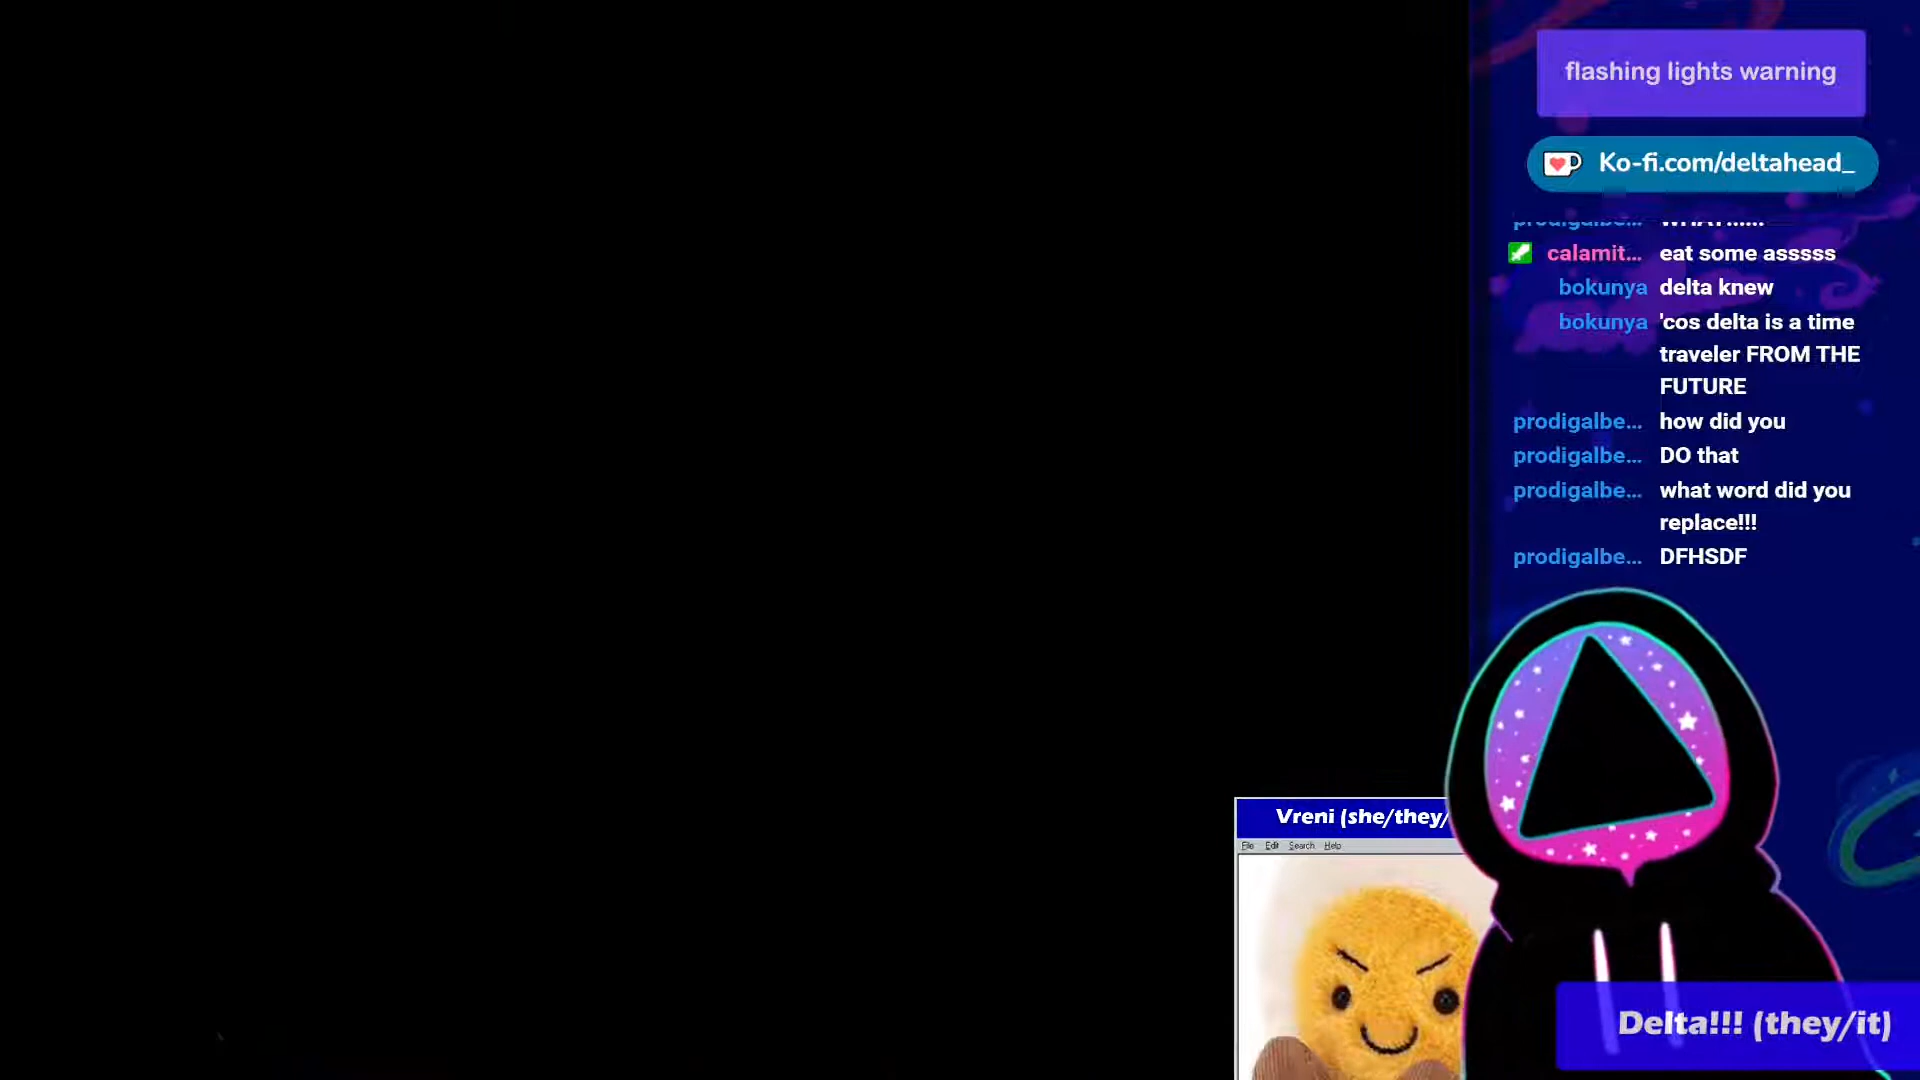 flashing lights warning
Ko-fi.com/deltahead_
prodigalbe... WHAT......
calamit... eat some asssss
bokunya delta knew
bokunya 'cos delta is a time
traveler FROM THE
FUTURE
prodigalbe... how did you
prodigalbe... DO that
prodigalbe... what word did you
replace!!!
prodigalbe... DFHSDF
Vreni (she/they/
File Edit Search Help
Delta!!! (they/it)